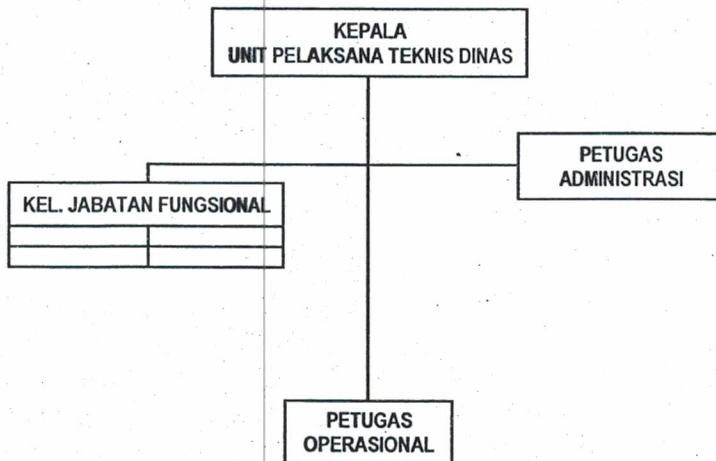 KEPALA
UNIT PELAKSANA TEKNIS DINAS
PETUGAS
ADMINISTRASI
KEL. JABATAN FUNGSIONAL
PETUGAS
OPERASIONAL